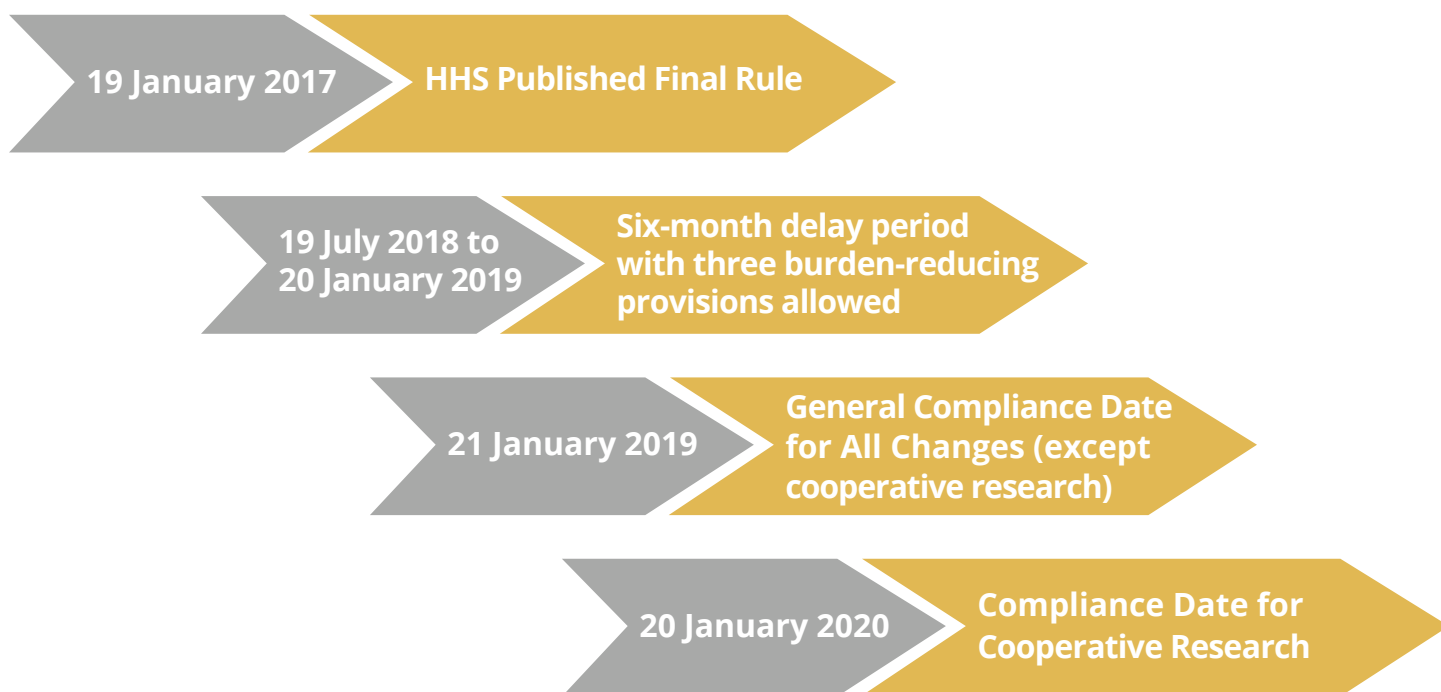 19 January 2017
HHS Published Final Rule
19 July 2018 to
20 January 2019
Six-month delay period
with three burden-reducing
provisions allowed
21 January 2019
General Compliance Date
for All Changes (except
cooperative research)
20 January 2020
Compliance Date for
Cooperative Research